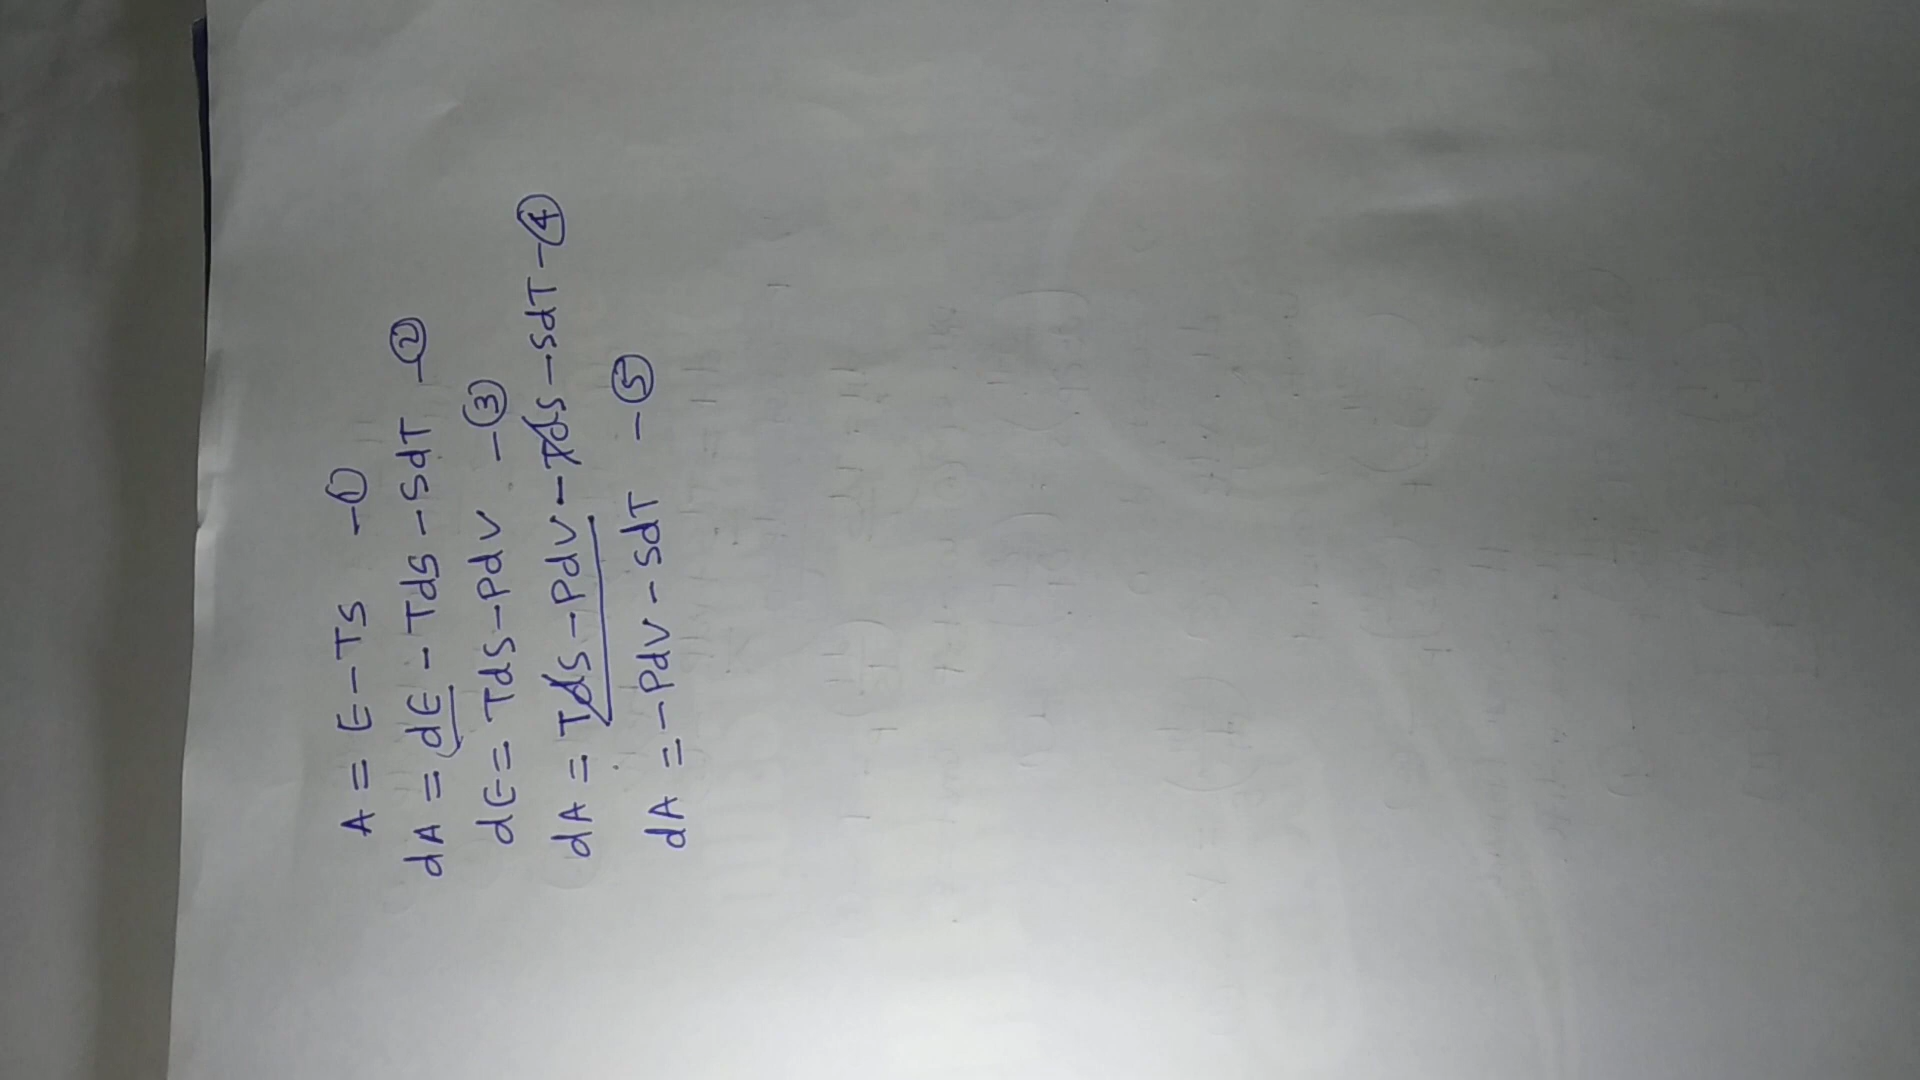 A = E - TS - ①
dA = dE - TdS - SdT - ②
dE = TdS - PdV - ③
dA = TdS - PdV - TdS - SdT - ④
dA = - PdV - SdT - ⑤